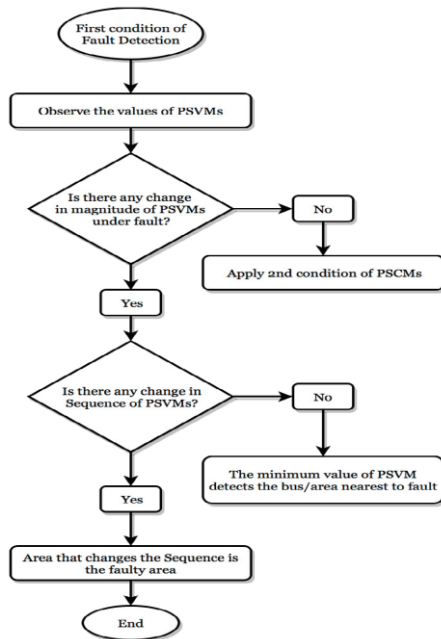 First condition of
Fault Detection
Observe the values of PSVMs
Is there any change
in magnitude of PSVMs
under fault?
No
Apply 2nd condition of PSCMs
Yes
Is there any change in
Sequence of PSVMs?
No
The minimum value of PSVM
detects the bus/area nearest to fault
Yes
Area that changes the Sequence is
the faulty area
End